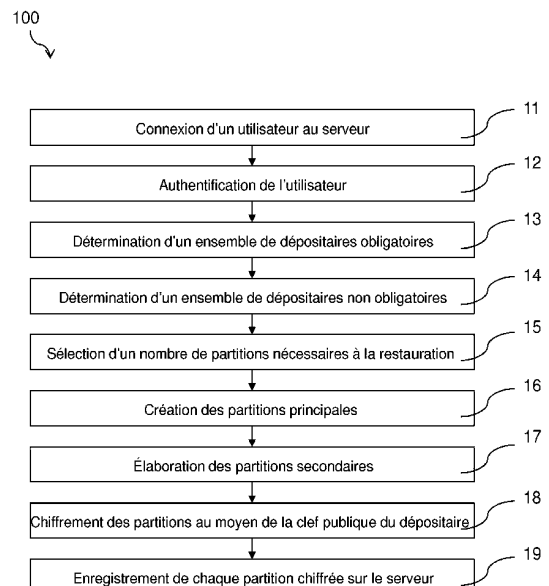 100
11
Connexion d'un utilisateur au serveur
12
Authentification de l'utilisateur
13
Détermination d'un ensemble de dépositaires obligatoires
14
Détermination d'un ensemble de dépositaires non obligatoires
15
Sélection d'un nombre de partitions nécessaires à la restauration
16
Création des partitions principales
17
Élaboration des partitions secondaires
18
Chiffrement des partitions au moyen de la clef publique du dépositaire
19
Enregistrement de chaque partition chiffrée sur le serveur